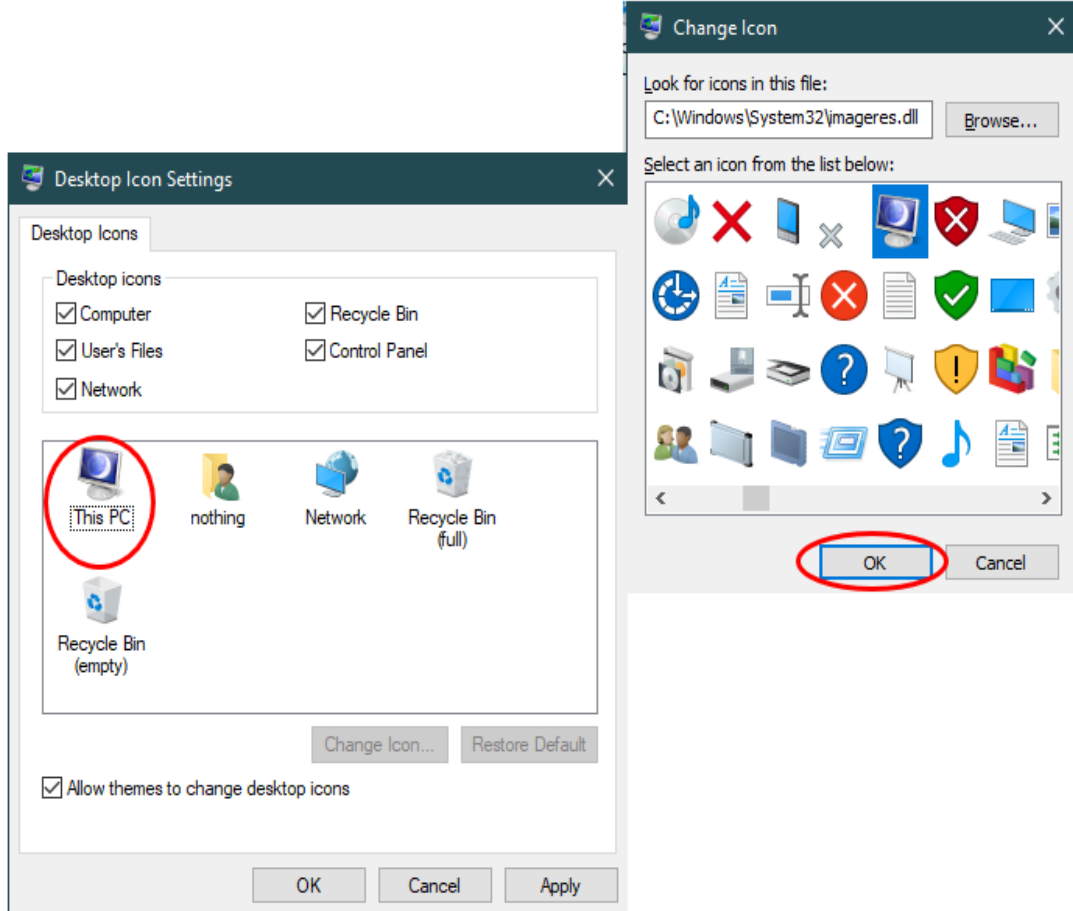 Change Icon
Look for icons in this file:
C:\Windows\System32\imageres.dll
Browse...
Select an icon from the list below:
OK
Cancel
Desktop Icon Settings
Desktop Icons
Desktop icons
Computer
Recycle Bin
User's Files
Control Panel
Network
This PC
nothing
Network
Recycle Bin
(full)
Recycle Bin
(empty)
Change Icon...
Restore Default
Allow themes to change desktop icons
OK
Cancel
Apply